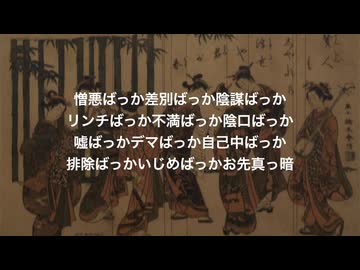 憎悪ばっか差別ばっか陰謀ばっか
リンチばっか不満ばっか陰口ばっか
嘘ばっかデマばっか自己中ばっか
排除ばっかいじめばっかお先真っ暗